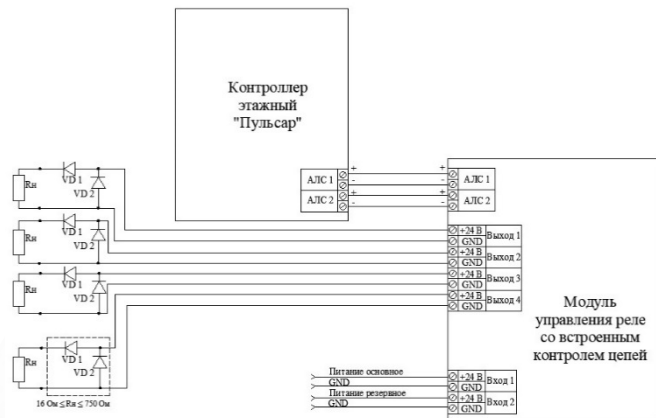 Контроллер
этажный
"Пульсар"
АЛС 1
АЛС 2
+
-
+
-
+
-
+
-
АЛС 1
АЛС 2
Rн
VD 1
VD 2
Rн
VD 1
VD 2
Rн
VD 1
VD 2
Rн
VD 1
VD 2
16 Ом ≤ Rн ≤ 750 Ом
+24 В
GND
Выход 1
+24 В
GND
Выход 2
+24 В
GND
Выход 3
+24 В
GND
Выход 4
Модуль
управления реле
со встроенным
контролем цепей
Питание основное
GND
Питание резервное
GND
+24 В
GND
Вход 1
+24 В
GND
Вход 2